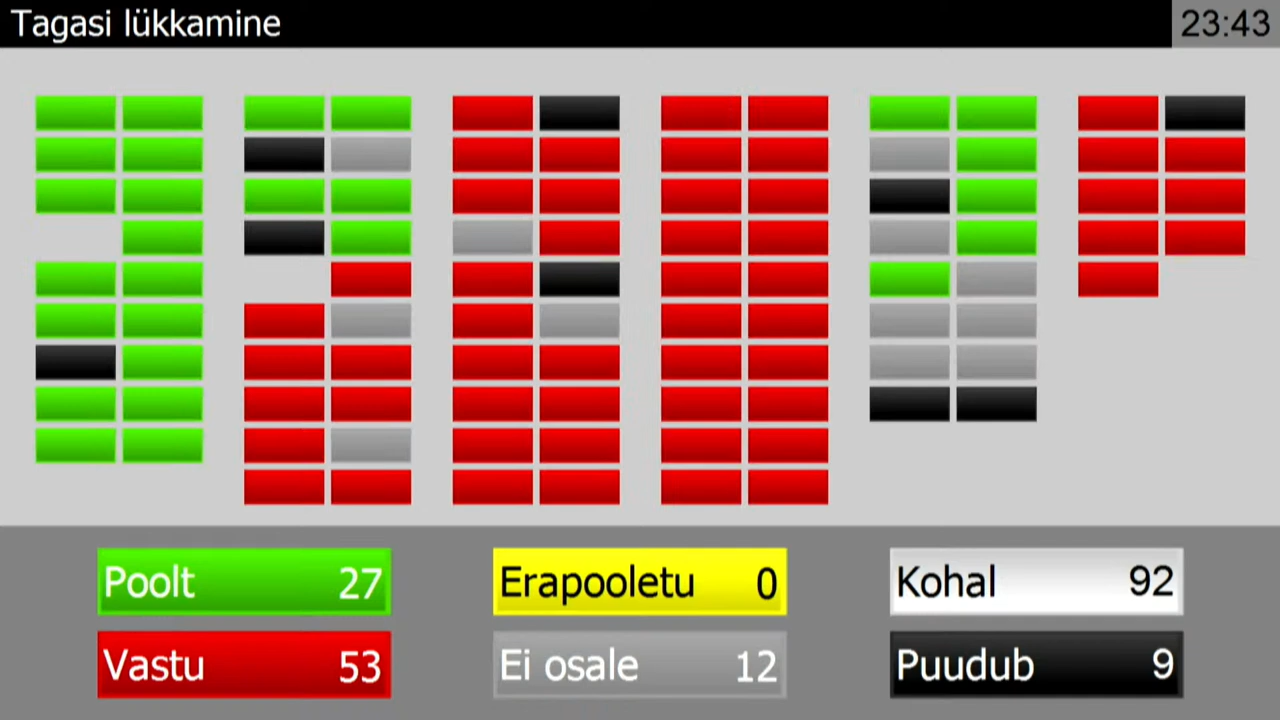 Tagasi lükkamine 23:43
Poolt 27 Erapooletu 0 Kohal 92
Vastu 53 Ei osale 12 Puudub 9